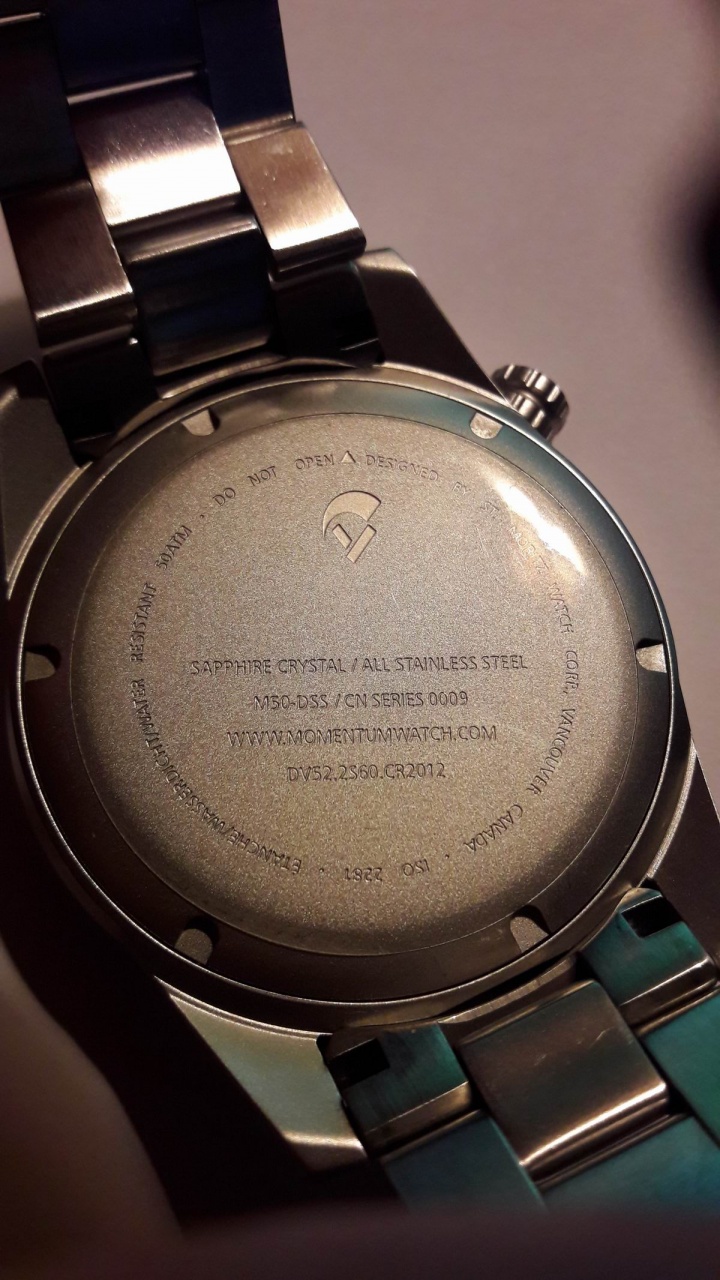 DESIGNED BY ST. WATCH CORP, VANCOUVER CANADA · ISO 2281 · ETANCHE/WASSERDICHT/WATER RESISTANT 50ATM · DO NOT OPEN
SAPPHIRE CRYSTAL / ALL STAINLESS STEEL
M50-DSS / CN SERIES 0009
WWW.MOMENTUMWATCH.COM
DV52.2S60.CR2012